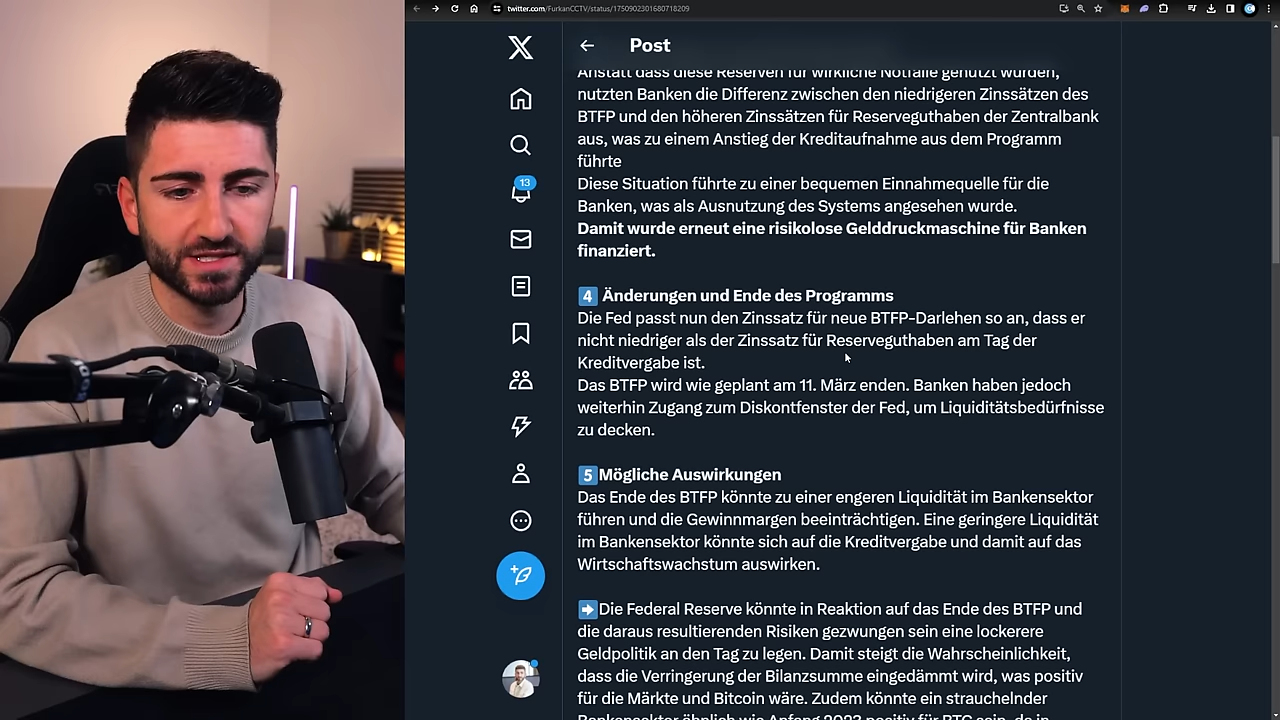 twitter.com/FurkanCCTV/status/1750902301680718209
Post
Anstatt dass diese Reserven für wirkliche Notfälle genutzt wurden,
nutzten Banken die Differenz zwischen den niedrigeren Zinssätzen des
BTFP und den höheren Zinssätzen für Reserveguthaben der Zentralbank
aus, was zu einem Anstieg der Kreditaufnahme aus dem Programm
führte
Diese Situation führte zu einer bequemen Einnahmequelle für die
Banken, was als Ausnutzung des Systems angesehen wurde.
Damit wurde erneut eine risikolose Gelddruckmaschine für Banken
finanziert.
13
4 Änderungen und Ende des Programms
Die Fed passt nun den Zinssatz für neue BTFP-Darlehen so an, dass er
nicht niedriger als der Zinssatz für Reserveguthaben am Tag der
Kreditvergabe ist.
Das BTFP wird wie geplant am 11. März enden. Banken haben jedoch
weiterhin Zugang zum Diskontfenster der Fed, um Liquiditätsbedürfnisse
zu decken.
5 Mögliche Auswirkungen
Das Ende des BTFP könnte zu einer engeren Liquidität im Bankensektor
führen und die Gewinnmargen beeinträchtigen. Eine geringere Liquidität
im Bankensektor könnte sich auf die Kreditvergabe und damit auf das
Wirtschaftswachstum auswirken.
Die Federal Reserve könnte in Reaktion auf das Ende des BTFP und
die daraus resultierenden Risiken gezwungen sein eine lockerere
Geldpolitik an den Tag zu legen. Damit steigt die Wahrscheinlichkeit,
dass die Verringerung der Bilanzsumme eingedämmt wird, was positiv
für die Märkte und Bitcoin wäre. Zudem könnte ein strauchelnder
Bankensektor ähnlich wie Anfang 2023 positiv für BTC sein, da in